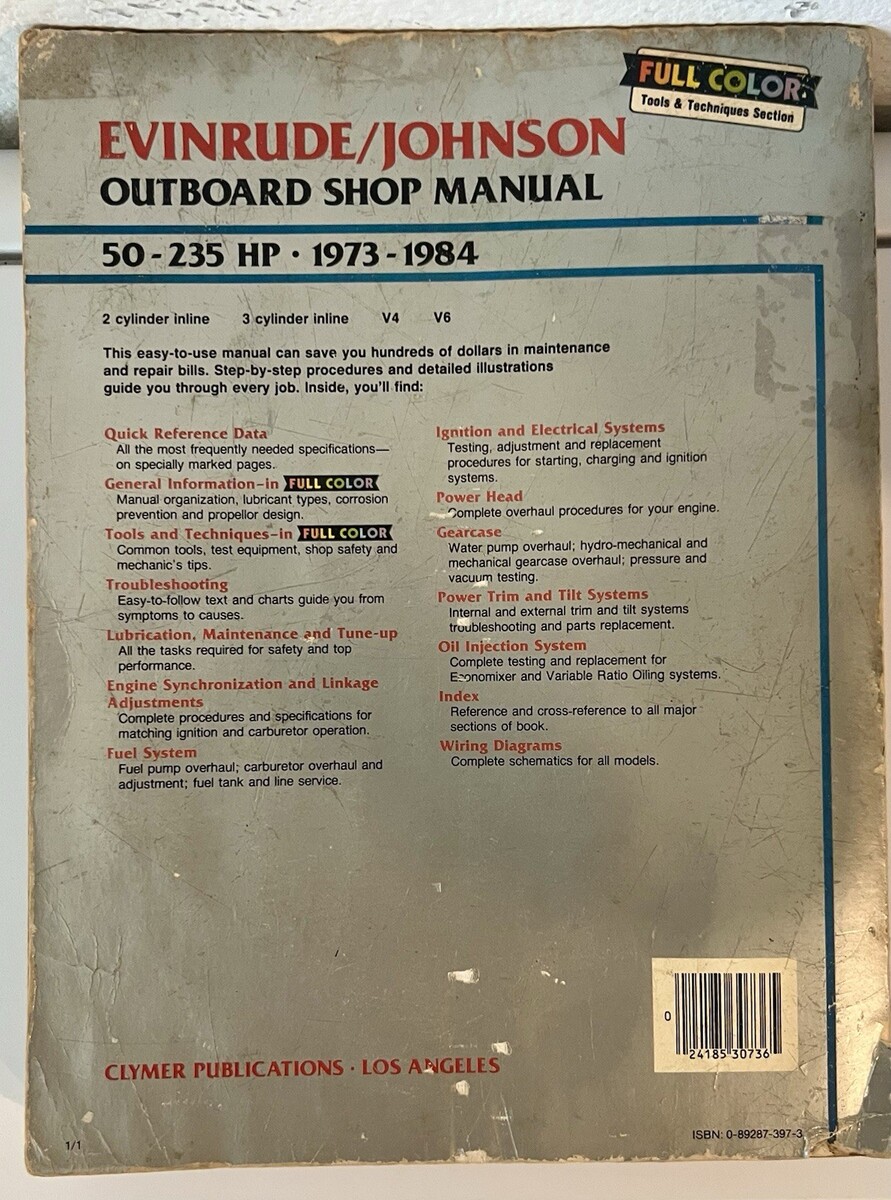 FULL COLOR
Tools & Techniques Section
EVINRUDE/JOHNSON
OUTBOARD SHOP MANUAL
50-235 HP · 1973-1984
2 cylinder inline 3 cylinder inline V4 V6
This easy-to-use manual can save you hundreds of dollars in maintenance
and repair bills. Step-by-step procedures and detailed illustrations
guide you through every job. Inside, you'll find:
Quick Reference Data
All the most frequently needed specifications—
on specially marked pages.
General Information—in FULL COLOR
Manual organization, lubricant types, corrosion
prevention and propellor design.
Tools and Techniques—in FULL COLOR
Common tools, test equipment, shop safety and
mechanic's tips.
Troubleshooting
Easy-to-follow text and charts guide you from
symptoms to causes.
Lubrication, Maintenance and Tune-up
All the tasks required for safety and top
performance.
Engine Synchronization and Linkage
Adjustments
Complete procedures and specifications for
matching ignition and carburetor operation.
Fuel System
Fuel pump overhaul; carburetor overhaul and
adjustment; fuel tank and line service.
Ignition and Electrical Systems
Testing, adjustment and replacement
procedures for starting, charging and ignition
systems.
Power Head
Complete overhaul procedures for your engine.
Gearcase
Water pump overhaul; hydro-mechanical and
mechanical gearcase overhaul; pressure and
vacuum testing.
Power Trim and Tilt Systems
Internal and external trim and tilt systems
troubleshooting and parts replacement.
Oil Injection System
Complete testing and replacement for
Economixer and Variable Ratio Oiling systems.
Index
Reference and cross-reference to all major
sections of book.
Wiring Diagrams
Complete schematics for all models.
0
24185 30736
CLYMER PUBLICATIONS · LOS ANGELES
ISBN: 0-89287-397-3
1/1